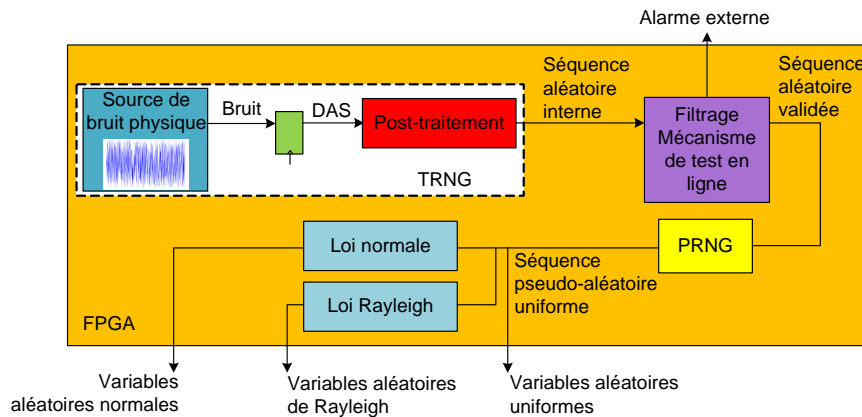 Alarme externe
Source de
bruit physique
Bruit
DAS
Post-traitement
TRNG
Séquence
aléatoire
interne
Filtrage
Mécanisme
de test en
ligne
Séquence
aléatoire
validée
Loi normale
Loi Rayleigh
Séquence
pseudo-aléatoire
uniforme
PRNG
FPGA
Variables
aléatoires normales
Variables aléatoires
de Rayleigh
Variables aléatoires
uniformes